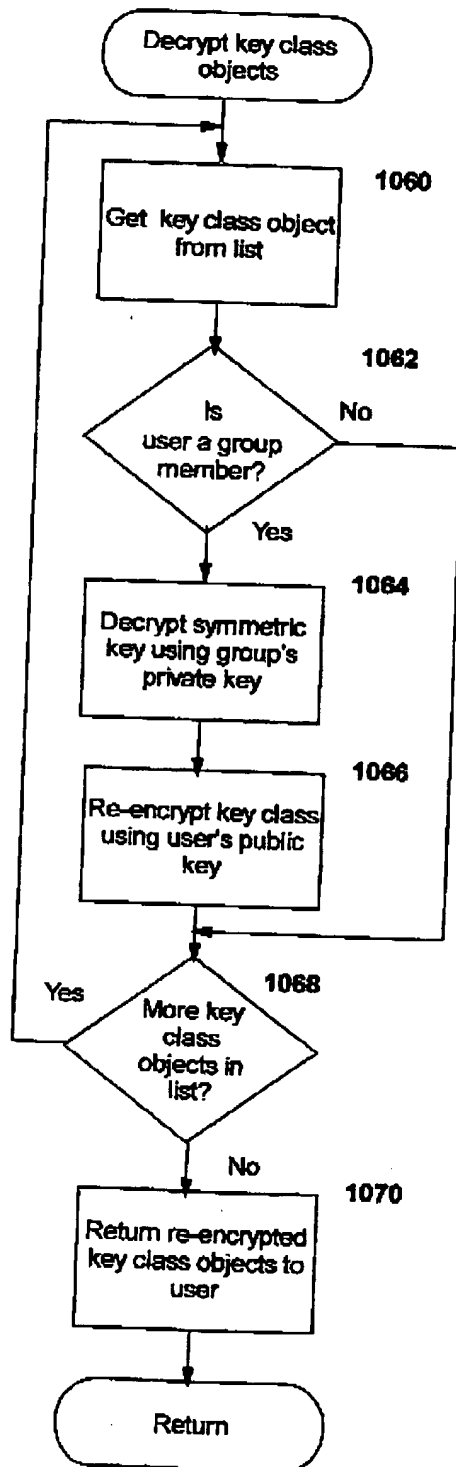 Decrypt key class
objects
1060
Get key class object
from list
1062
Is
user a group
member?
No
Yes
1064
Decrypt symmetric
key using group's
private key
1066
Re-encrypt key class
using user's public
key
1068
Yes
More key
class
objects in
list?
No
1070
Return re-encrypted
key class objects to
user
Return